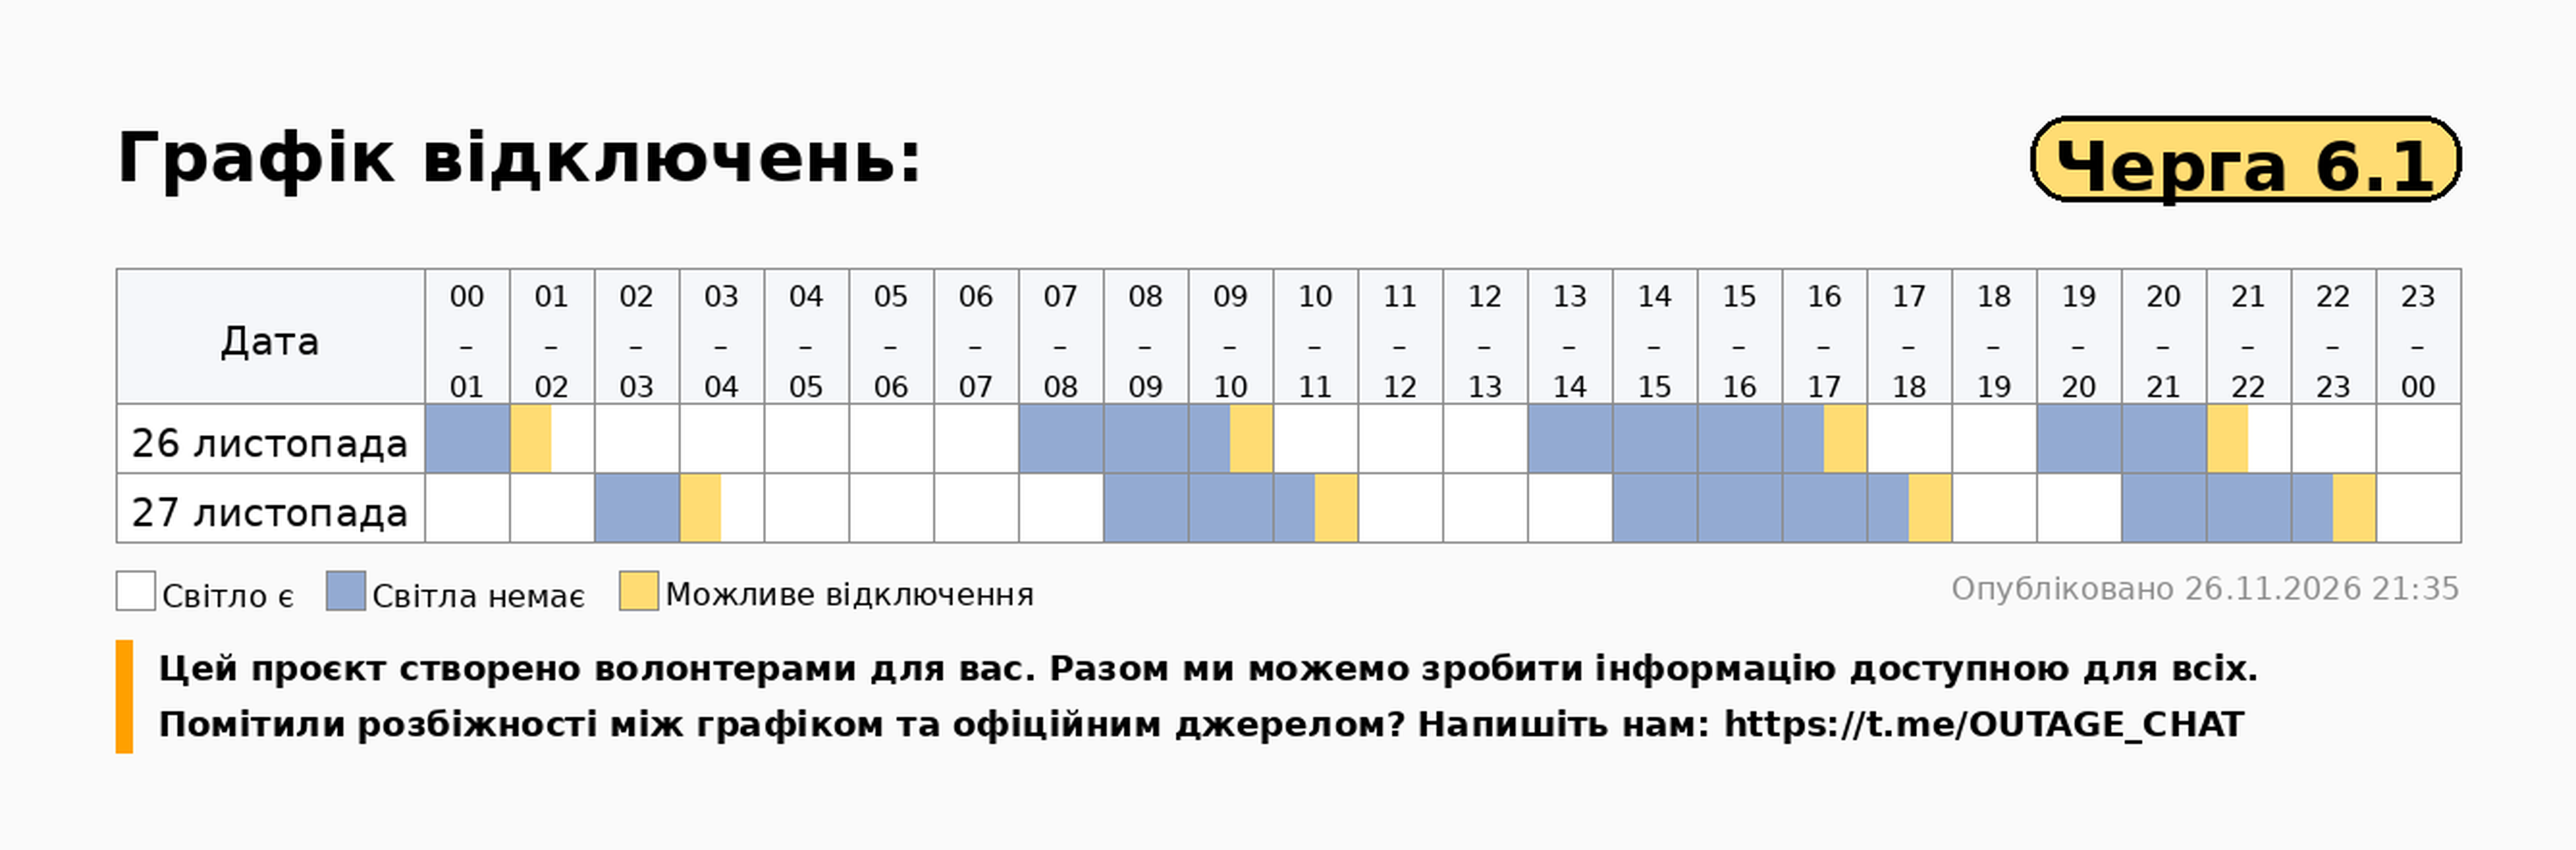 Графік відключень:
Черга 6.1
Дата 00 – 01 01 – 02 02 – 03 03 – 04 04 – 05 05 – 06 06 – 07 07 – 08 08 – 09 09 – 10 10 – 11 11 – 12 12 – 13 13 – 14 14 – 15 15 – 16 16 – 17 17 – 18 18 – 19 19 – 20 20 – 21 21 – 22 22 – 23 23 – 00
26 листопада
27 листопада
Світло є Світла немає Можливе відключення
Опубліковано 26.11.2026 21:35
Цей проєкт створено волонтерами для вас. Разом ми можемо зробити інформацію доступною для всіх.
Помітили розбіжності між графіком та офіційним джерелом? Напишіть нам: https://t.me/OUTAGE_CHAT